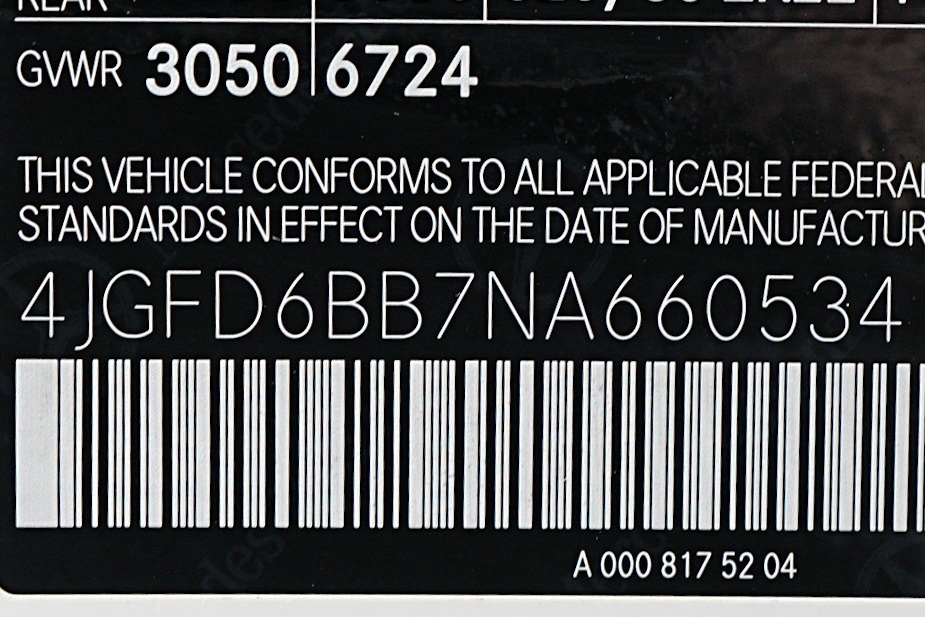 REAR
GVWR 3050 6724
THIS VEHICLE CONFORMS TO ALL APPLICABLE FEDERAL
STANDARDS IN EFFECT ON THE DATE OF MANUFACTUR
4JGFD6BB7NA660534
A 000 817 52 04